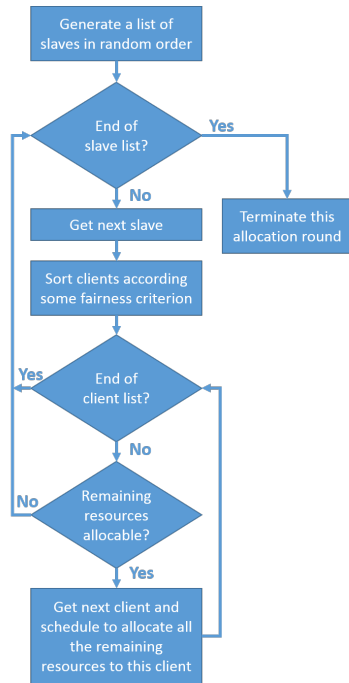 Generate a list of
slaves in random order
End of
slave list?
Yes
No
Get next slave
Terminate this
allocation round
Sort clients according
some fairness criterion
Yes
End of
client list?
No
No
Remaining
resources
allocable?
Yes
Get next client and
schedule to allocate all
the remaining
resources to this client